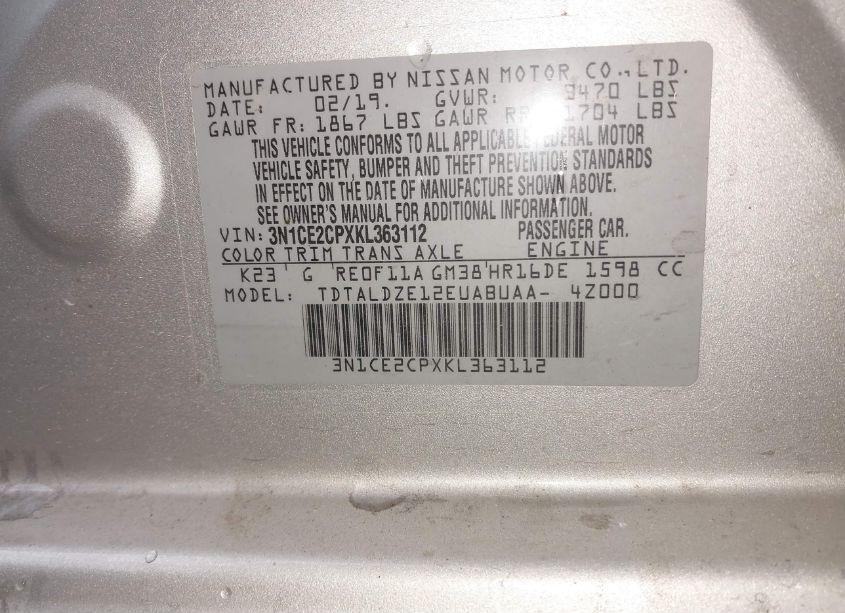 MANUFACTURED BY NISSAN MOTOR CO., LTD.
DATE: 02/19. GVWR: 3470 LBS
GAWR FR: 1867 LBS GAWR RR 1704 LBS
THIS VEHICLE CONFORMS TO ALL APPLICABLE FEDERAL MOTOR
VEHICLE SAFETY, BUMPER AND THEFT PREVENTION STANDARDS
IN EFFECT ON THE DATE OF MANUFACTURE SHOWN ABOVE.
SEE OWNER'S MANUAL FOR ADDITIONAL INFORMATION.
VIN: 3N1CE2CPXKL363112 PASSENGER CAR.
COLOR TRIM TRANS AXLE ENGINE
K23 G RE0F11A GM38 HR16DE 1598 CC
MODEL: TDTALDZE12EUABUAA- 4Z000
3N1CE2CPXKL363112